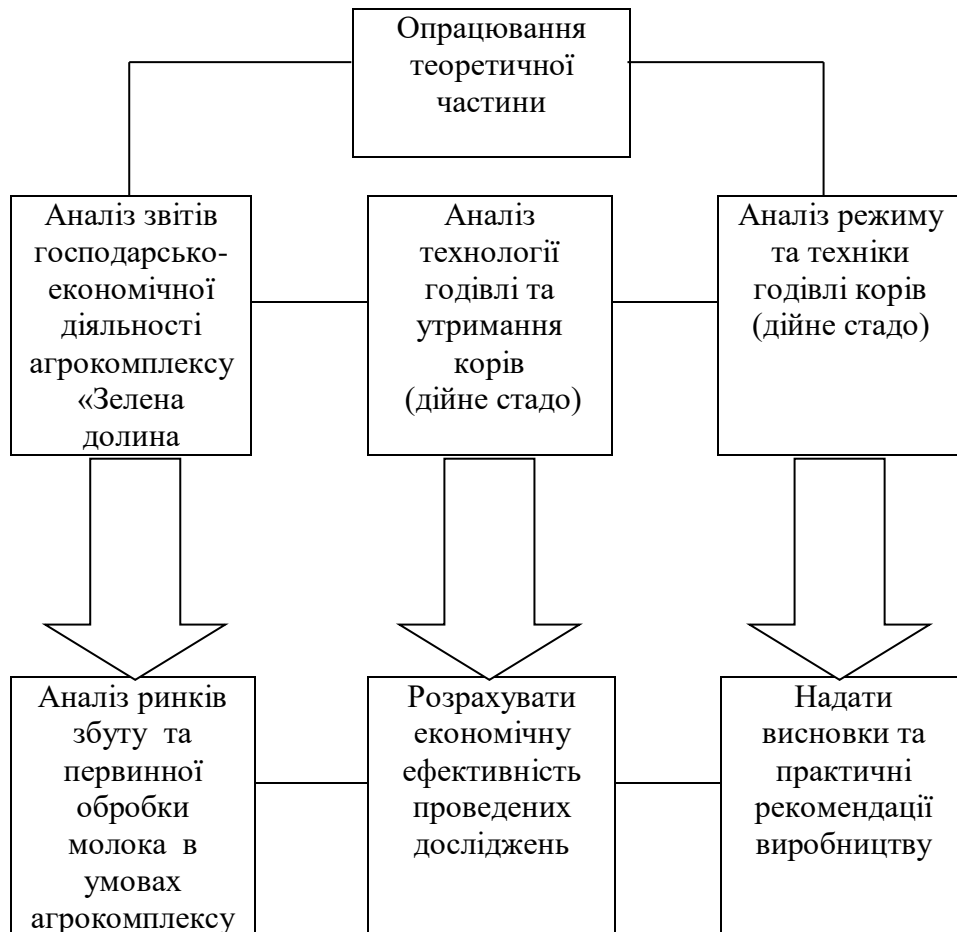 Опрацювання
теоретичної
частини
Аналіз звітів
господарсько-
економічної
діяльності
агрокомплексу
«Зелена
долина
Аналіз
технології
годівлі та
утримання
корів
(дійне стадо)
Аналіз режиму
та техніки
годівлі корів
(дійне стадо)
Аналіз ринків
збуту та
первинної
обробки
молока в
умовах
агрокомплексу
Розрахувати
економічну
ефективність
проведених
досліджень
Надати
висновки та
практичні
рекомендації
виробництву